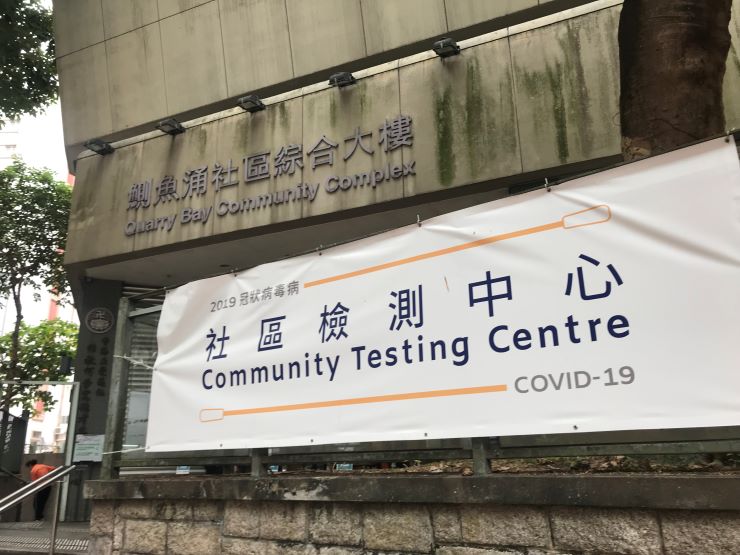 鰂魚涌社區綜合大樓
Quarry Bay Community Complex
2019 冠狀病毒病
社區檢測中心
Community Testing Centre
COVID-19